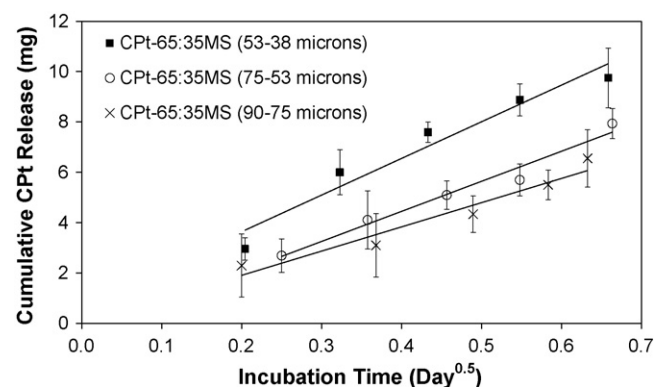 12
10
8
6
4
2
0
Cumulative CPt Release (mg)
CPt-65:35MS (53-38 microns)
CPt-65:35MS (75-53 microns)
CPt-65:35MS (90-75 microns)
0.0 0.1 0.2 0.3 0.4 0.5 0.6 0.7
Incubation Time (Day^0.5)